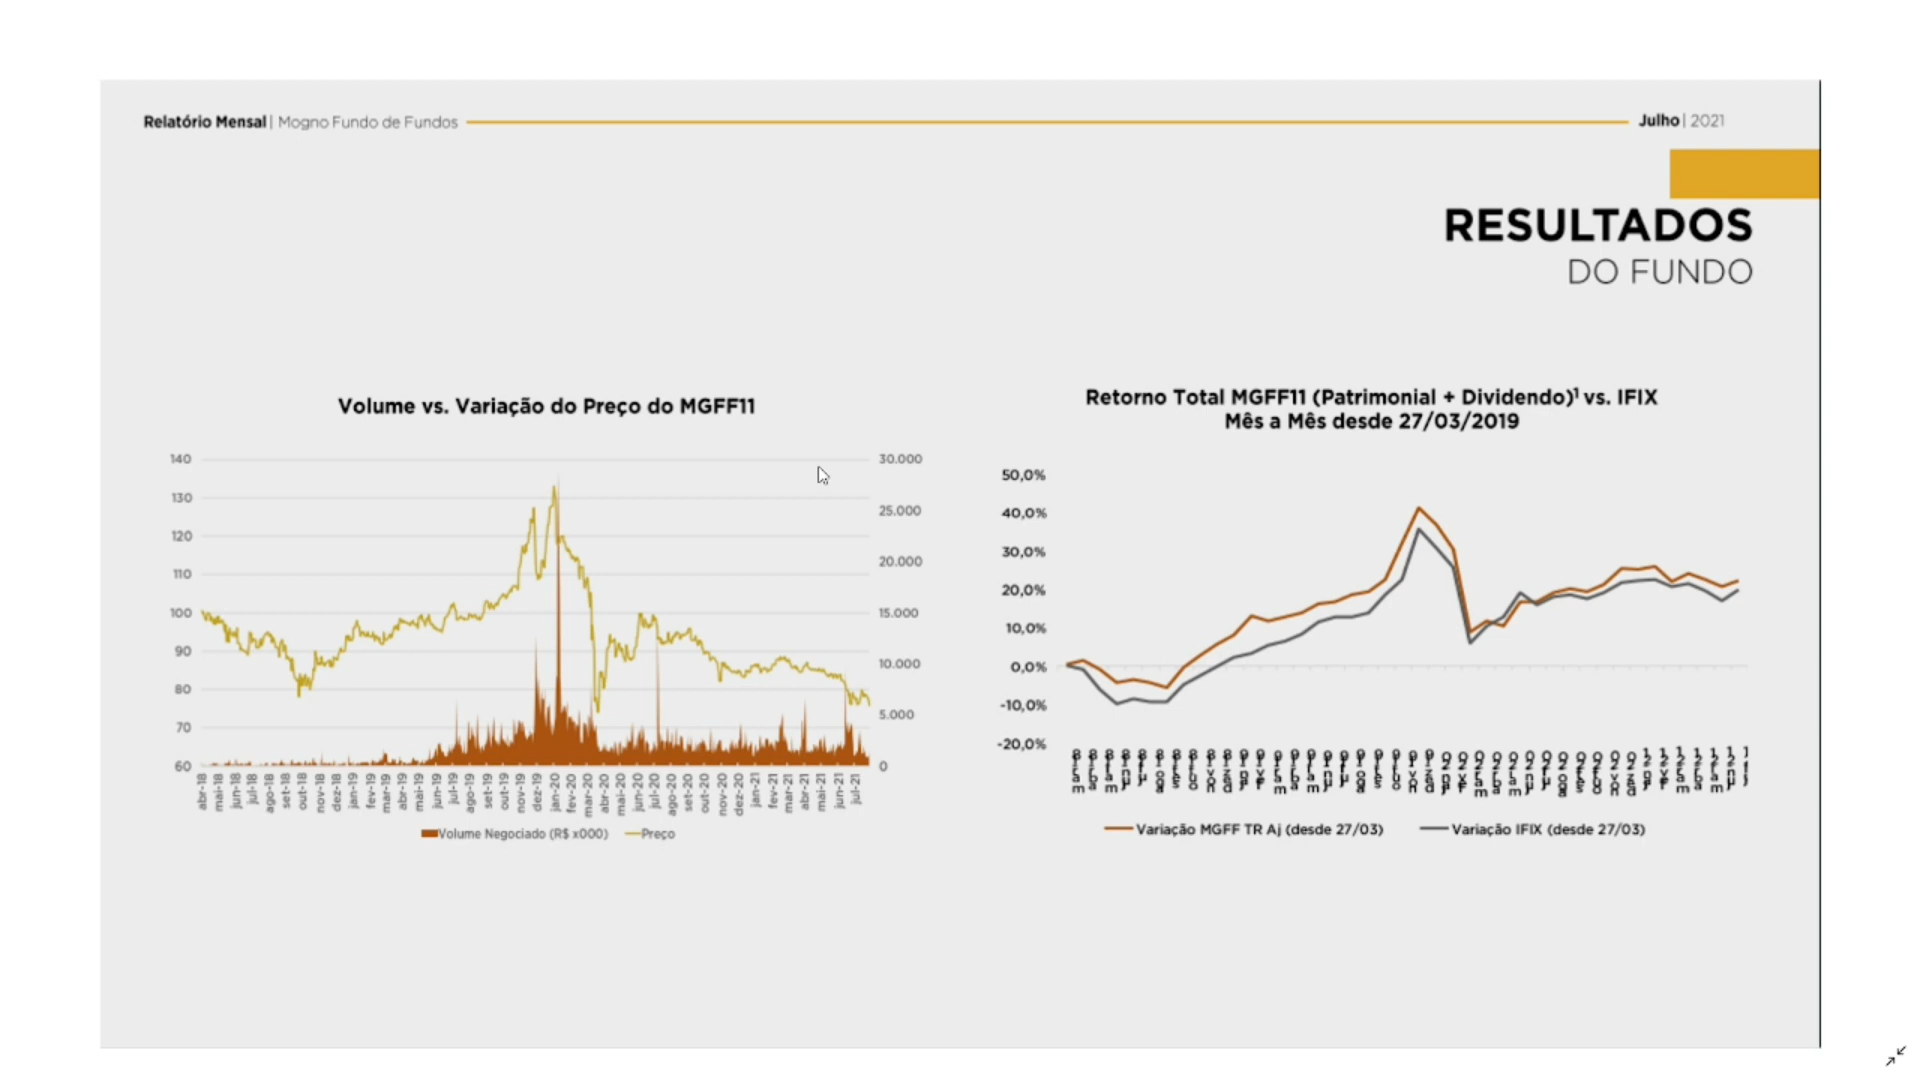 Relatório Mensal | Mogno Fundo de Fundos
Julho | 2021
RESULTADOS
DO FUNDO
Volume vs. Variação do Preço do MGFF11
140
130
120
110
100
90
80
70
60
30.000
25.000
20.000
15.000
10.000
5.000
0
abr-18 mai-18 jun-18 jul-18 ago-18 set-18 out-18 nov-18 dez-18 jan-19 fev-19 mar-19 abr-19 mai-19 jun-19 jul-19 ago-19 set-19 out-19 nov-19 dez-19 jan-20 fev-20 mar-20 abr-20 mai-20 jun-20 jul-20 ago-20 set-20 out-20 nov-20 dez-20 jan-21 fev-21 mar-21 abr-21 mai-21 jun-21 jul-21
Volume Negociado (R$ x000) Preço
Retorno Total MGFF11 (Patrimonial + Dividendo)¹ vs. IFIX
Mês a Mês desde 27/03/2019
50,0%
40,0%
30,0%
20,0%
10,0%
0,0%
-10,0%
-20,0%
Variação MGFF TR Aj (desde 27/03) Variação IFIX (desde 27/03)